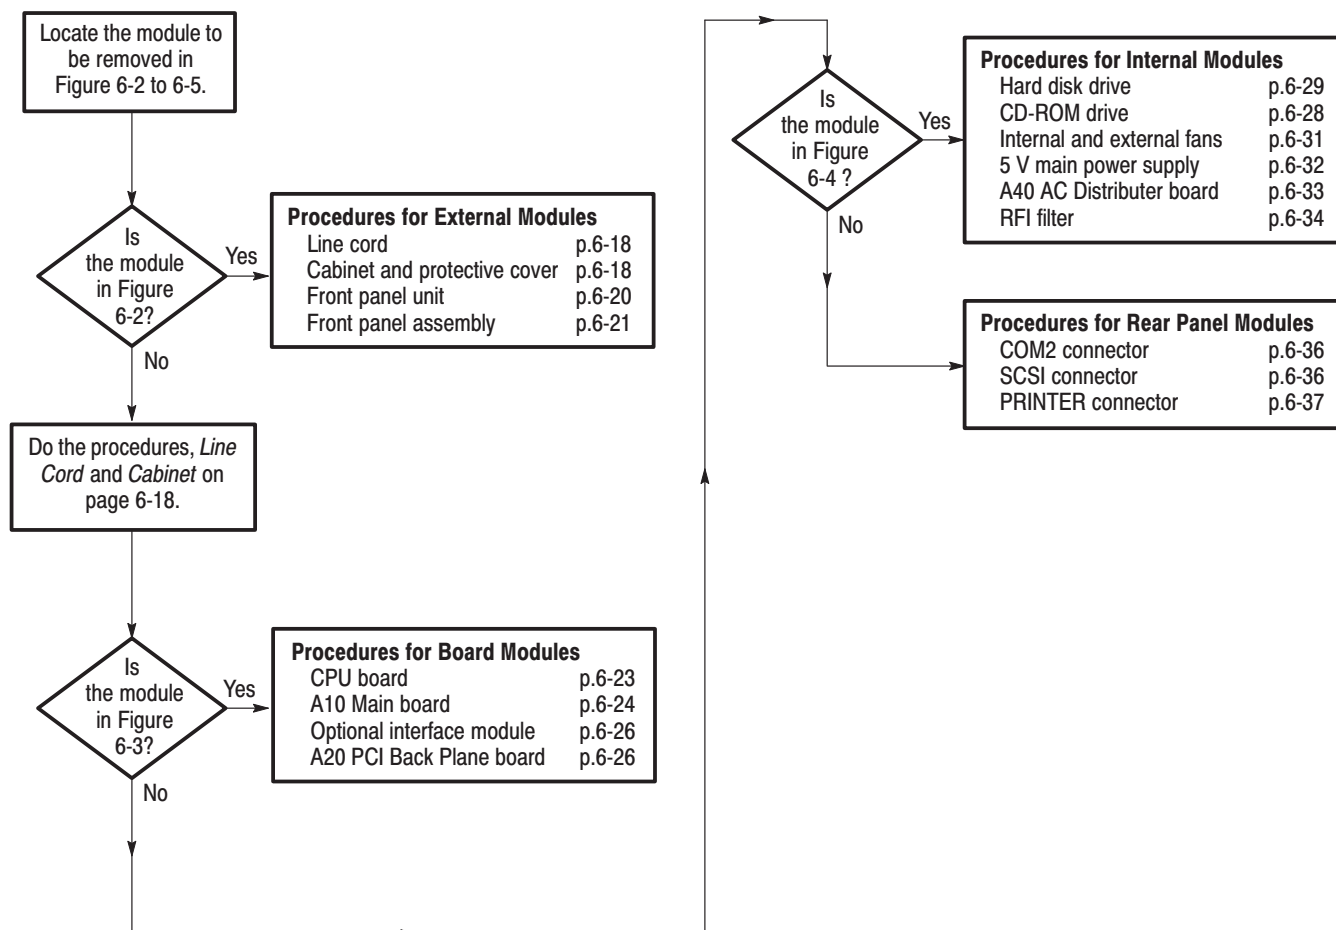 Locate the module to
be removed in
Figure 6-2 to 6-5.
Is
the module
in Figure
6-2?
Yes
No
Procedures for External Modules
Line cord p.6-18
Cabinet and protective cover p.6-18
Front panel unit p.6-20
Front panel assembly p.6-21
Do the procedures, Line
Cord and Cabinet on
page 6-18.
Is
the module
in Figure
6-3?
Yes
No
Procedures for Board Modules
CPU board p.6-23
A10 Main board p.6-24
Optional interface module p.6-26
A20 PCI Back Plane board p.6-26
Is
the module
in Figure
6-4 ?
Yes
No
Procedures for Internal Modules
Hard disk drive p.6-29
CD-ROM drive p.6-28
Internal and external fans p.6-31
5 V main power supply p.6-32
A40 AC Distributer board p.6-33
RFI filter p.6-34
Procedures for Rear Panel Modules
COM2 connector p.6-36
SCSI connector p.6-36
PRINTER connector p.6-37